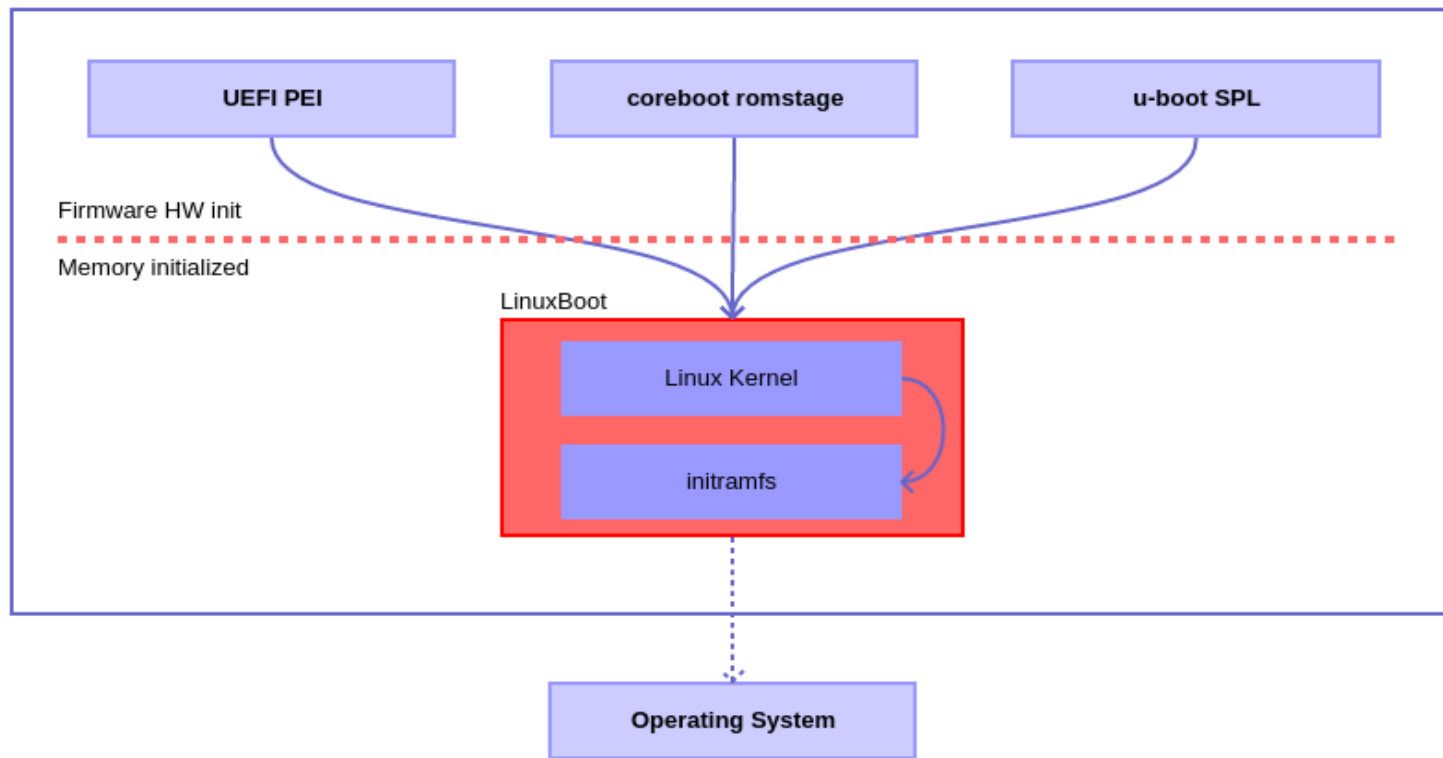 UEFI PEI
coreboot romstage
u-boot SPL
Firmware HW init
Memory initialized
LinuxBoot
Linux Kernel
initramfs
Operating System